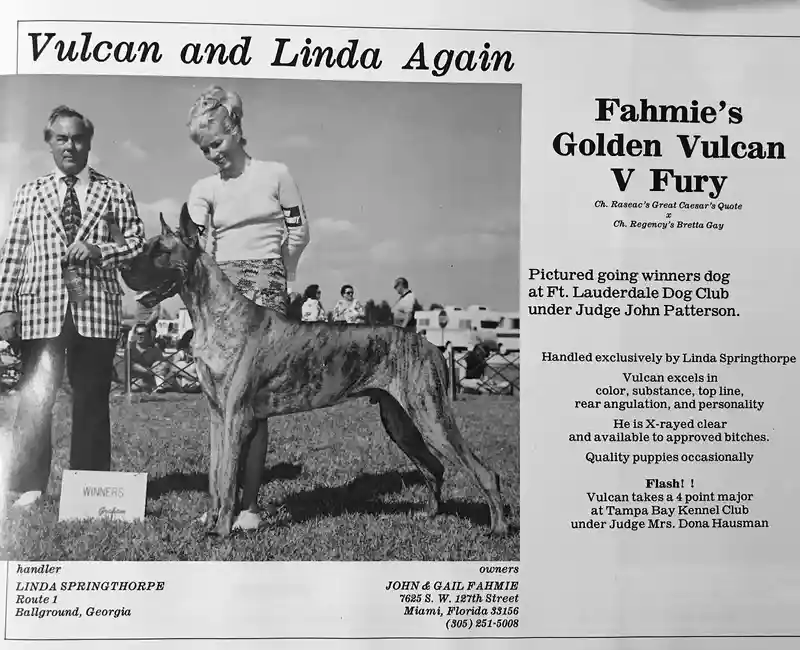 Vulcan and Linda Again
WINNERS
Graham
Fahmie's
Golden Vulcan
V Fury
Ch. Raseac's Great Caesar's Quote
x
Ch. Regency's Bretta Gay
Pictured going winners dog
at Ft. Lauderdale Dog Club
under Judge John Patterson.
Handled exclusively by Linda Springthorpe
Vulcan excels in
color, substance, top line,
rear angulation, and personality
He is X-rayed clear
and available to approved bitches.
Quality puppies occasionally
Flash! !
Vulcan takes a 4 point major
at Tampa Bay Kennel Club
under Judge Mrs. Dona Hausman
handler
LINDA SPRINGTHORPE
Route 1
Ballground, Georgia
owners
JOHN & GAIL FAHMIE
7625 S. W. 127th Street
Miami, Florida 33156
(305) 251-5008